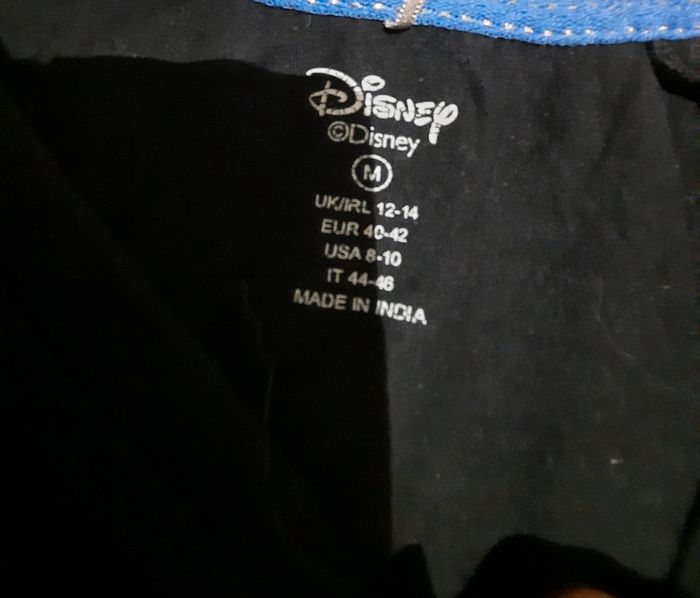 Disney
©Disney
M
UK/IRL 12-14
EUR 40-42
USA 8-10
IT 44-46
MADE IN INDIA